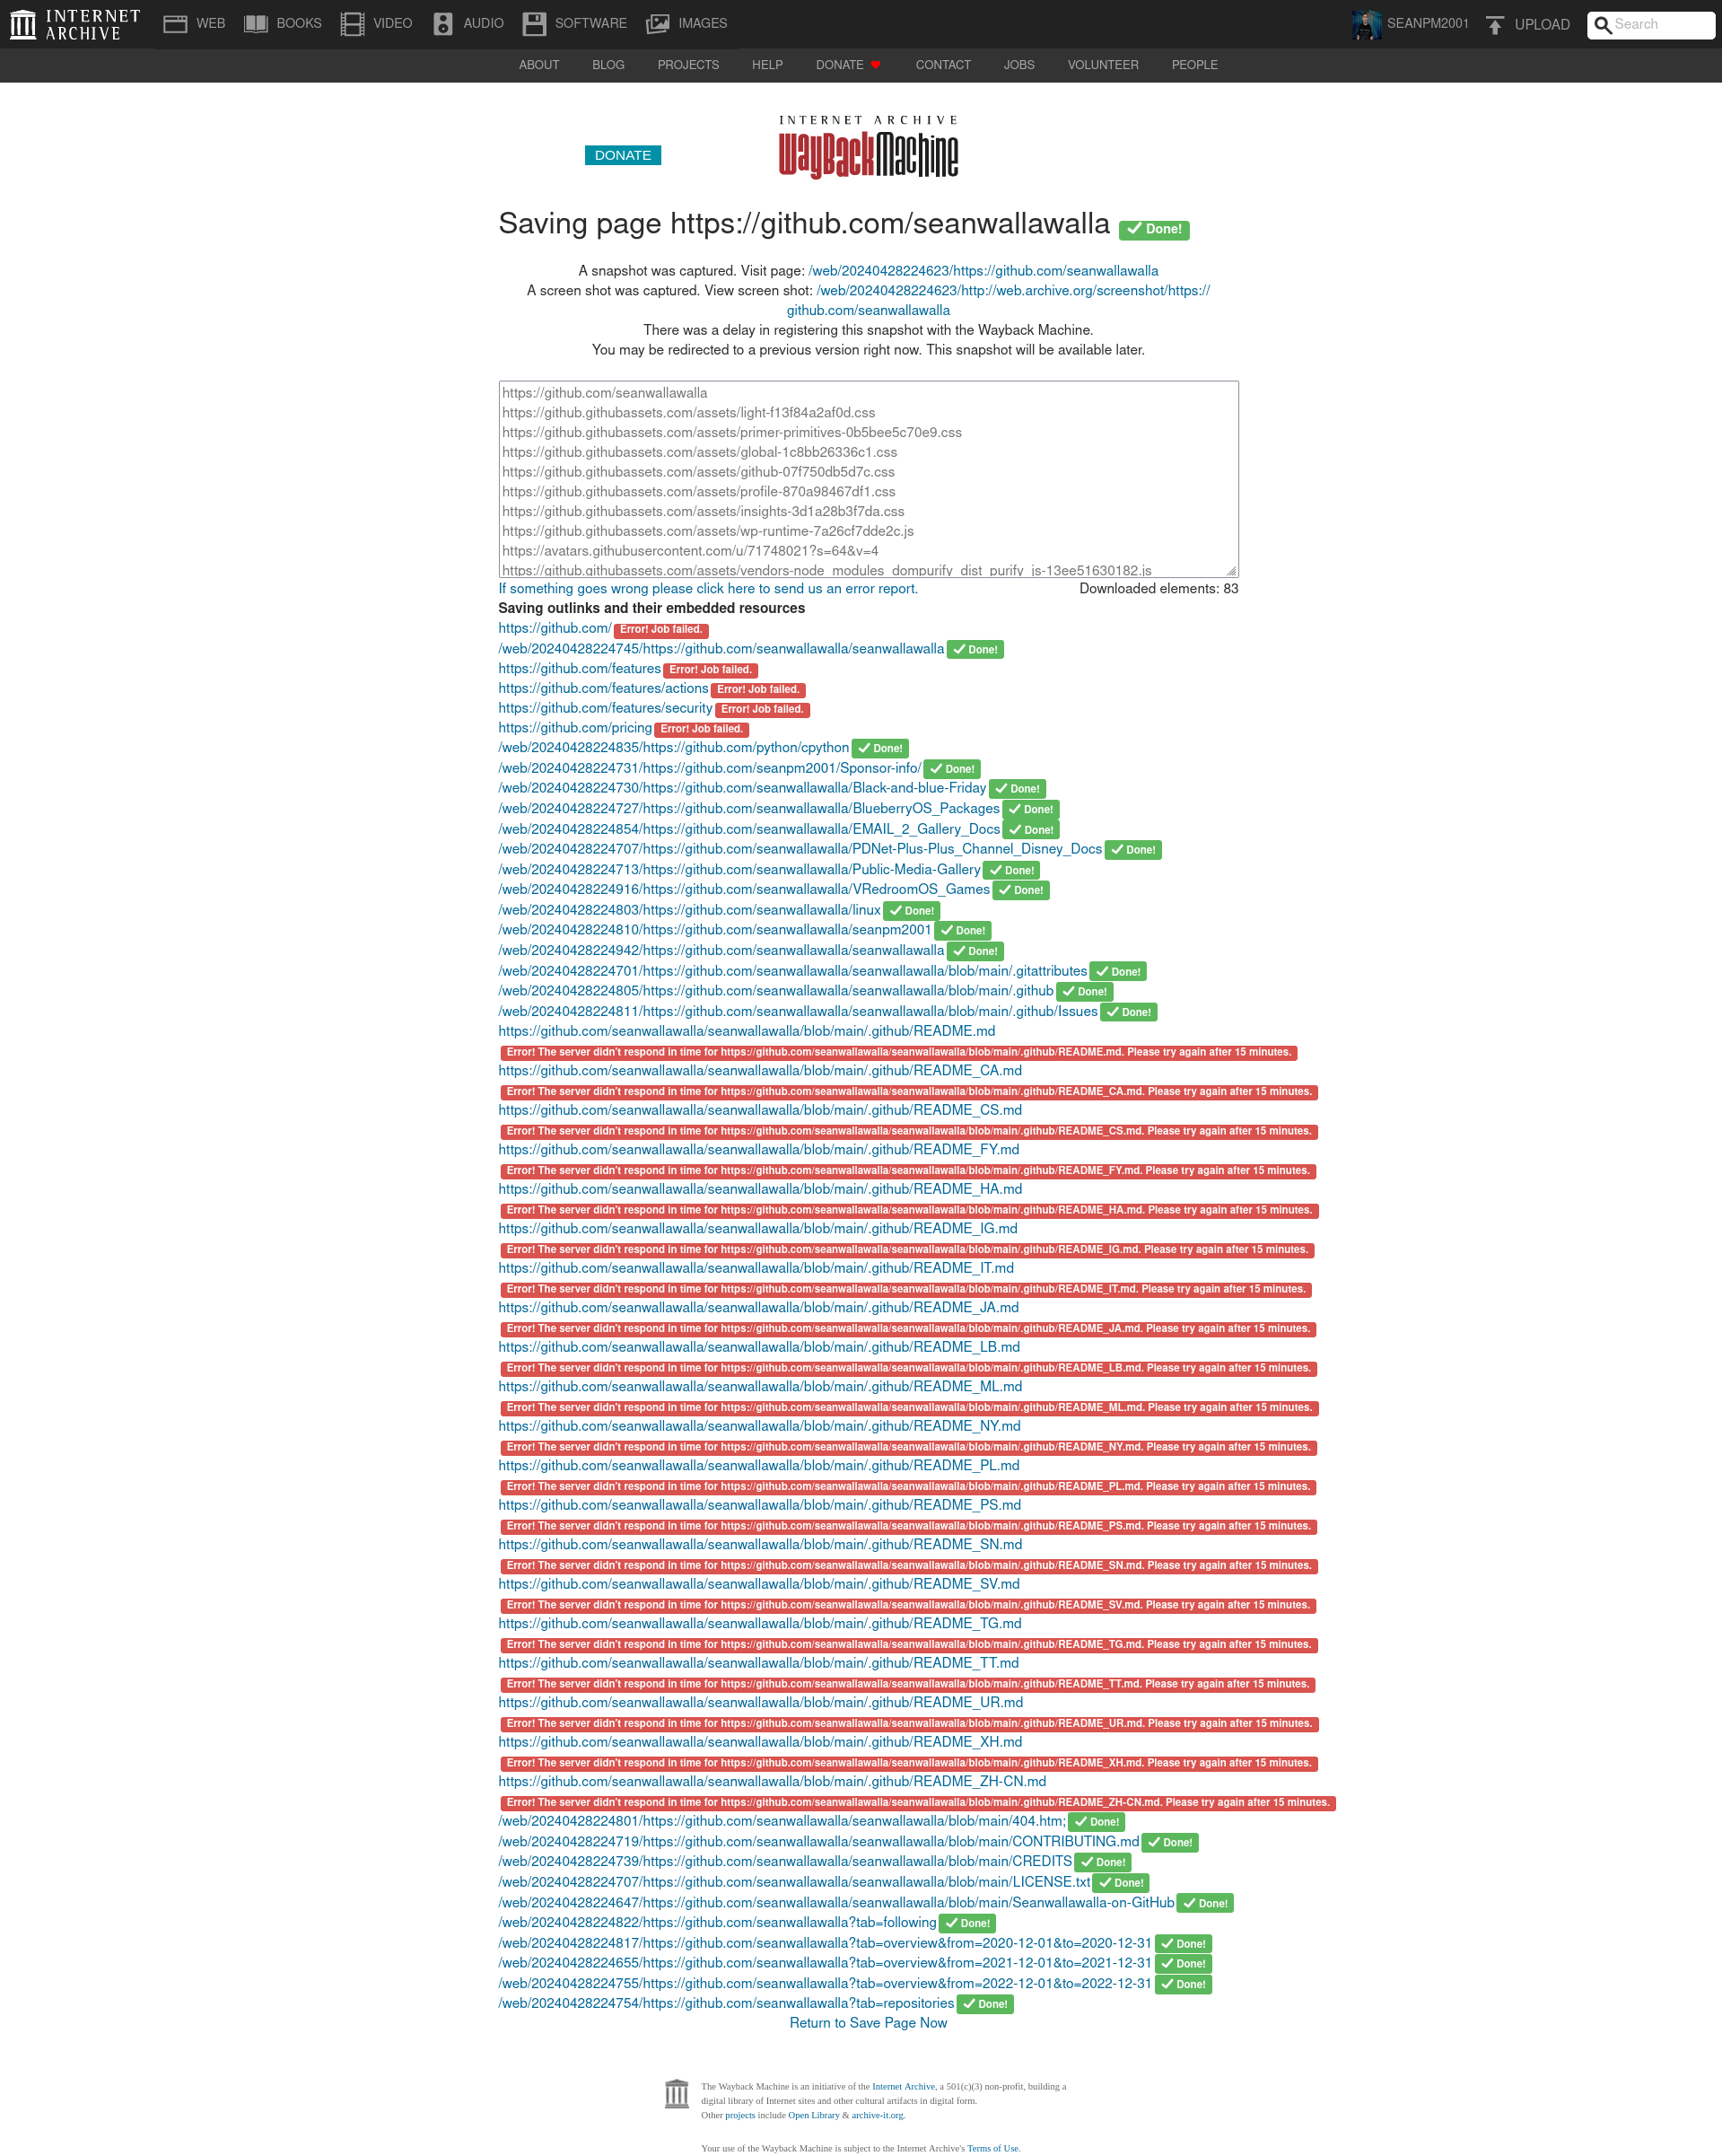 INTERNET ARCHIVE
WEB BOOKS VIDEO AUDIO SOFTWARE IMAGES SEANPM2001 UPLOAD Search
ABOUT BLOG PROJECTS HELP DONATE CONTACT JOBS VOLUNTEER PEOPLE
INTERNET ARCHIVE
WayBackMachine
DONATE
Saving page https://github.com/seanwallawalla Done!
A snapshot was captured. Visit page: /web/20240428224623/https://github.com/seanwallawalla
A screen shot was captured. View screen shot: /web/20240428224623/http://web.archive.org/screenshot/https://
github.com/seanwallawalla
There was a delay in registering this snapshot with the Wayback Machine.
You may be redirected to a previous version right now. This snapshot will be available later.
https://github.com/seanwallawalla
https://github.githubassets.com/assets/light-f13f84a2af0d.css
https://github.githubassets.com/assets/primer-primitives-0b5bee5c70e9.css
https://github.githubassets.com/assets/global-1c8bb26336c1.css
https://github.githubassets.com/assets/github-07f750db5d7c.css
https://github.githubassets.com/assets/profile-870a98467df1.css
https://github.githubassets.com/assets/insights-3d1a28b3f7da.css
https://github.githubassets.com/assets/wp-runtime-7a26cf7dde2c.js
https://avatars.githubusercontent.com/u/71748021?s=64&v=4
https://github.githubassets.com/assets/vendors-node_modules_dompurify_dist_purify_js-13ee51630182.js
If something goes wrong please click here to send us an error report. Downloaded elements: 83
Saving outlinks and their embedded resources
https://github.com/ Error! Job failed.
/web/20240428224745/https://github.com/seanwallawalla/seanwallawalla Done!
https://github.com/features Error! Job failed.
https://github.com/features/actions Error! Job failed.
https://github.com/features/security Error! Job failed.
https://github.com/pricing Error! Job failed.
/web/20240428224835/https://github.com/python/cpython Done!
/web/20240428224731/https://github.com/seanpm2001/Sponsor-info/ Done!
/web/20240428224730/https://github.com/seanwallawalla/Black-and-blue-Friday Done!
/web/20240428224727/https://github.com/seanwallawalla/BlueberryOS_Packages Done!
/web/20240428224854/https://github.com/seanwallawalla/EMAIL_2_Gallery_Docs Done!
/web/20240428224707/https://github.com/seanwallawalla/PDNet-Plus-Plus_Channel_Disney_Docs Done!
/web/20240428224713/https://github.com/seanwallawalla/Public-Media-Gallery Done!
/web/20240428224916/https://github.com/seanwallawalla/VRedroomOS_Games Done!
/web/20240428224803/https://github.com/seanwallawalla/linux Done!
/web/20240428224810/https://github.com/seanwallawalla/seanpm2001 Done!
/web/20240428224942/https://github.com/seanwallawalla/seanwallawalla Done!
/web/20240428224701/https://github.com/seanwallawalla/seanwallawalla/blob/main/.gitattributes Done!
/web/20240428224805/https://github.com/seanwallawalla/seanwallawalla/blob/main/.github Done!
/web/20240428224811/https://github.com/seanwallawalla/seanwallawalla/blob/main/.github/Issues Done!
https://github.com/seanwallawalla/seanwallawalla/blob/main/.github/README.md
Error! The server didn't respond in time for https://github.com/seanwallawalla/seanwallawalla/blob/main/.github/README.md. Please try again after 15 minutes.
https://github.com/seanwallawalla/seanwallawalla/blob/main/.github/README_CA.md
Error! The server didn't respond in time for https://github.com/seanwallawalla/seanwallawalla/blob/main/.github/README_CA.md. Please try again after 15 minutes.
https://github.com/seanwallawalla/seanwallawalla/blob/main/.github/README_CS.md
Error! The server didn't respond in time for https://github.com/seanwallawalla/seanwallawalla/blob/main/.github/README_CS.md. Please try again after 15 minutes.
https://github.com/seanwallawalla/seanwallawalla/blob/main/.github/README_FY.md
Error! The server didn't respond in time for https://github.com/seanwallawalla/seanwallawalla/blob/main/.github/README_FY.md. Please try again after 15 minutes.
https://github.com/seanwallawalla/seanwallawalla/blob/main/.github/README_HA.md
Error! The server didn't respond in time for https://github.com/seanwallawalla/seanwallawalla/blob/main/.github/README_HA.md. Please try again after 15 minutes.
https://github.com/seanwallawalla/seanwallawalla/blob/main/.github/README_IG.md
Error! The server didn't respond in time for https://github.com/seanwallawalla/seanwallawalla/blob/main/.github/README_IG.md. Please try again after 15 minutes.
https://github.com/seanwallawalla/seanwallawalla/blob/main/.github/README_IT.md
Error! The server didn't respond in time for https://github.com/seanwallawalla/seanwallawalla/blob/main/.github/README_IT.md. Please try again after 15 minutes.
https://github.com/seanwallawalla/seanwallawalla/blob/main/.github/README_JA.md
Error! The server didn't respond in time for https://github.com/seanwallawalla/seanwallawalla/blob/main/.github/README_JA.md. Please try again after 15 minutes.
https://github.com/seanwallawalla/seanwallawalla/blob/main/.github/README_LB.md
Error! The server didn't respond in time for https://github.com/seanwallawalla/seanwallawalla/blob/main/.github/README_LB.md. Please try again after 15 minutes.
https://github.com/seanwallawalla/seanwallawalla/blob/main/.github/README_ML.md
Error! The server didn't respond in time for https://github.com/seanwallawalla/seanwallawalla/blob/main/.github/README_ML.md. Please try again after 15 minutes.
https://github.com/seanwallawalla/seanwallawalla/blob/main/.github/README_NY.md
Error! The server didn't respond in time for https://github.com/seanwallawalla/seanwallawalla/blob/main/.github/README_NY.md. Please try again after 15 minutes.
https://github.com/seanwallawalla/seanwallawalla/blob/main/.github/README_PL.md
Error! The server didn't respond in time for https://github.com/seanwallawalla/seanwallawalla/blob/main/.github/README_PL.md. Please try again after 15 minutes.
https://github.com/seanwallawalla/seanwallawalla/blob/main/.github/README_PS.md
Error! The server didn't respond in time for https://github.com/seanwallawalla/seanwallawalla/blob/main/.github/README_PS.md. Please try again after 15 minutes.
https://github.com/seanwallawalla/seanwallawalla/blob/main/.github/README_SN.md
Error! The server didn't respond in time for https://github.com/seanwallawalla/seanwallawalla/blob/main/.github/README_SN.md. Please try again after 15 minutes.
https://github.com/seanwallawalla/seanwallawalla/blob/main/.github/README_SV.md
Error! The server didn't respond in time for https://github.com/seanwallawalla/seanwallawalla/blob/main/.github/README_SV.md. Please try again after 15 minutes.
https://github.com/seanwallawalla/seanwallawalla/blob/main/.github/README_TG.md
Error! The server didn't respond in time for https://github.com/seanwallawalla/seanwallawalla/blob/main/.github/README_TG.md. Please try again after 15 minutes.
https://github.com/seanwallawalla/seanwallawalla/blob/main/.github/README_TT.md
Error! The server didn't respond in time for https://github.com/seanwallawalla/seanwallawalla/blob/main/.github/README_TT.md. Please try again after 15 minutes.
https://github.com/seanwallawalla/seanwallawalla/blob/main/.github/README_UR.md
Error! The server didn't respond in time for https://github.com/seanwallawalla/seanwallawalla/blob/main/.github/README_UR.md. Please try again after 15 minutes.
https://github.com/seanwallawalla/seanwallawalla/blob/main/.github/README_XH.md
Error! The server didn't respond in time for https://github.com/seanwallawalla/seanwallawalla/blob/main/.github/README_XH.md. Please try again after 15 minutes.
https://github.com/seanwallawalla/seanwallawalla/blob/main/.github/README_ZH-CN.md
Error! The server didn't respond in time for https://github.com/seanwallawalla/seanwallawalla/blob/main/.github/README_ZH-CN.md. Please try again after 15 minutes.
/web/20240428224801/https://github.com/seanwallawalla/seanwallawalla/blob/main/404.htm; Done!
/web/20240428224719/https://github.com/seanwallawalla/seanwallawalla/blob/main/CONTRIBUTING.md Done!
/web/20240428224739/https://github.com/seanwallawalla/seanwallawalla/blob/main/CREDITS Done!
/web/20240428224707/https://github.com/seanwallawalla/seanwallawalla/blob/main/LICENSE.txt Done!
/web/20240428224647/https://github.com/seanwallawalla/seanwallawalla/blob/main/Seanwallawalla-on-GitHub Done!
/web/20240428224822/https://github.com/seanwallawalla?tab=following Done!
/web/20240428224817/https://github.com/seanwallawalla?tab=overview&from=2020-12-01&to=2020-12-31 Done!
/web/20240428224655/https://github.com/seanwallawalla?tab=overview&from=2021-12-01&to=2021-12-31 Done!
/web/20240428224755/https://github.com/seanwallawalla?tab=overview&from=2022-12-01&to=2022-12-31 Done!
/web/20240428224754/https://github.com/seanwallawalla?tab=repositories Done!
Return to Save Page Now
The Wayback Machine is an initiative of the Internet Archive, a 501(c)(3) non-profit, building a
digital library of Internet sites and other cultural artifacts in digital form.
Other projects include Open Library & archive-it.org.
Your use of the Wayback Machine is subject to the Internet Archive's Terms of Use.